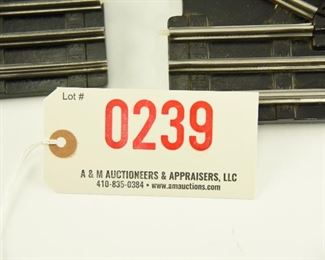 Lot #
0239
A & M AUCTIONEERS & APPRAISERS, LLC
410-835-0384 • www.amauctions.com